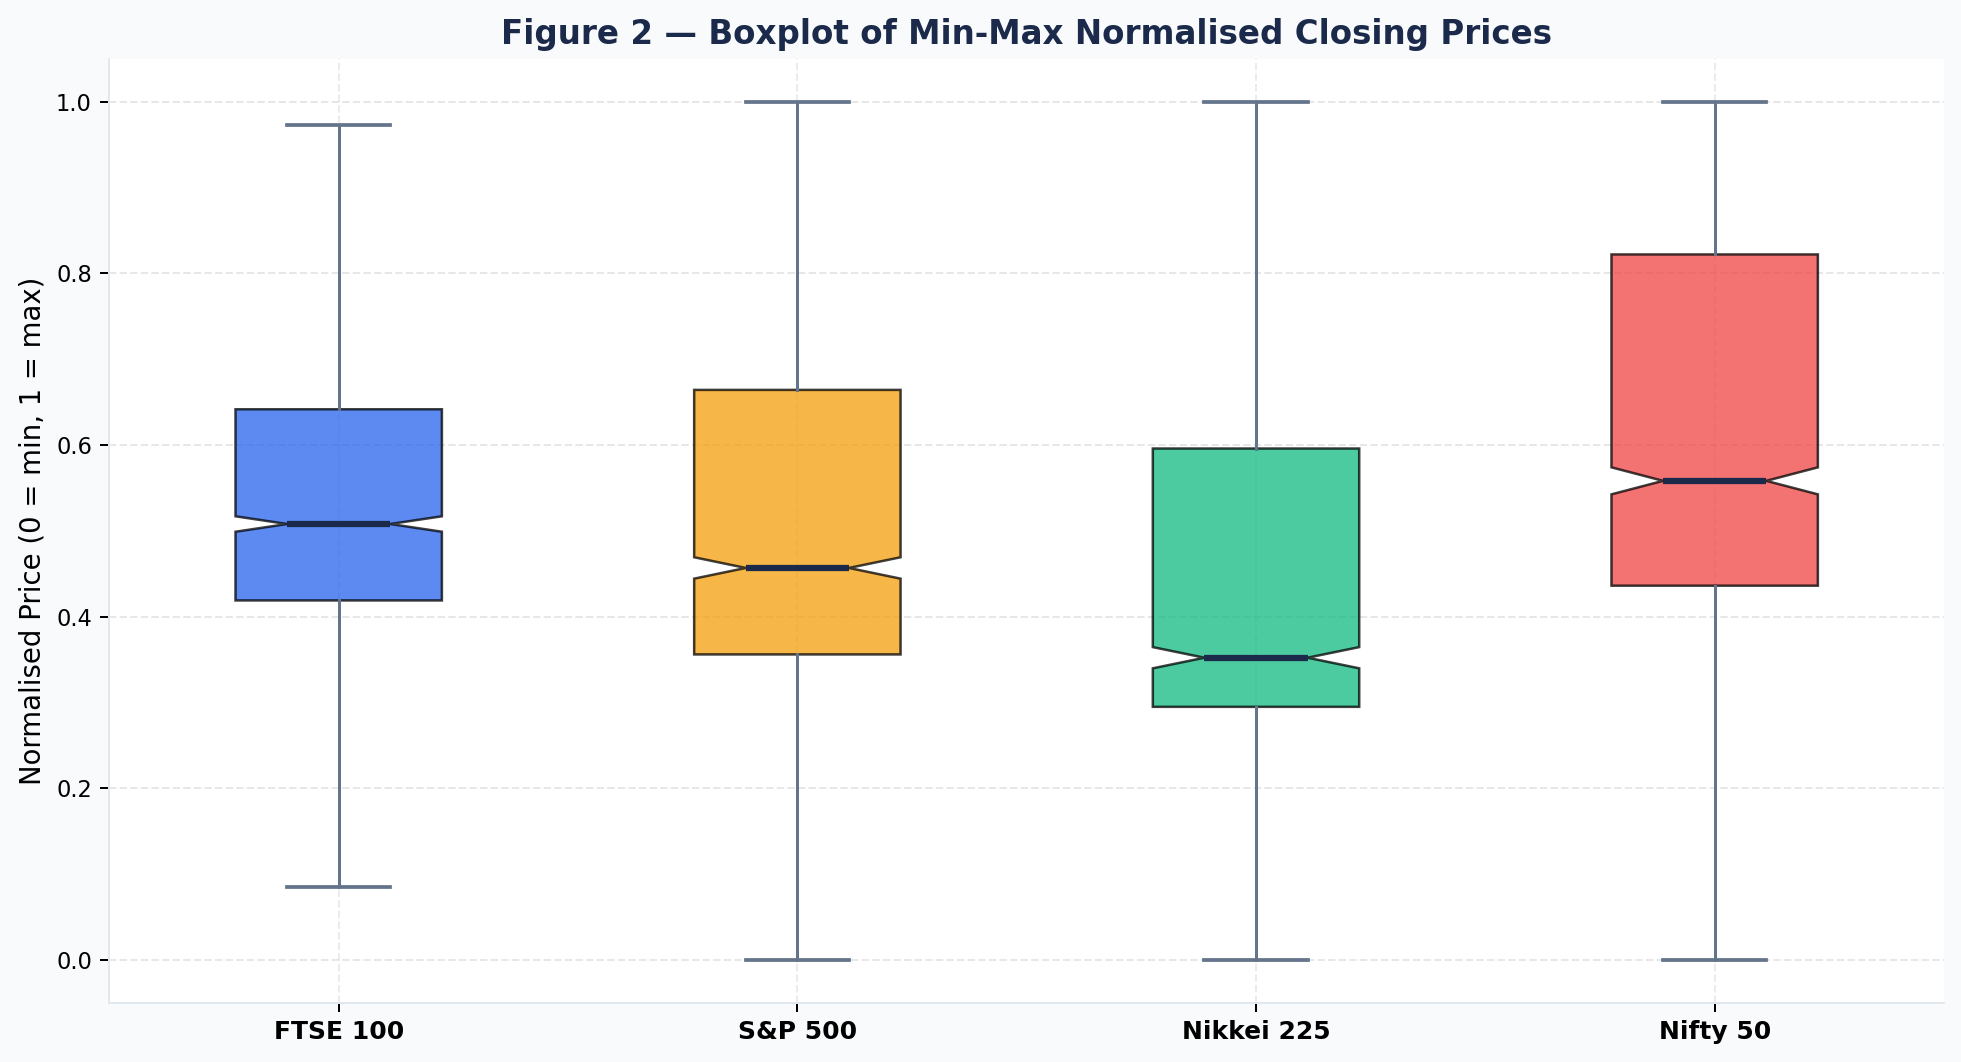 Figure 2 — Boxplot of Min-Max Normalised Closing Prices
Normalised Price (0 = min, 1 = max)
1.0
0.8
0.6
0.4
0.2
0.0
FTSE 100
S&P 500
Nikkei 225
Nifty 50